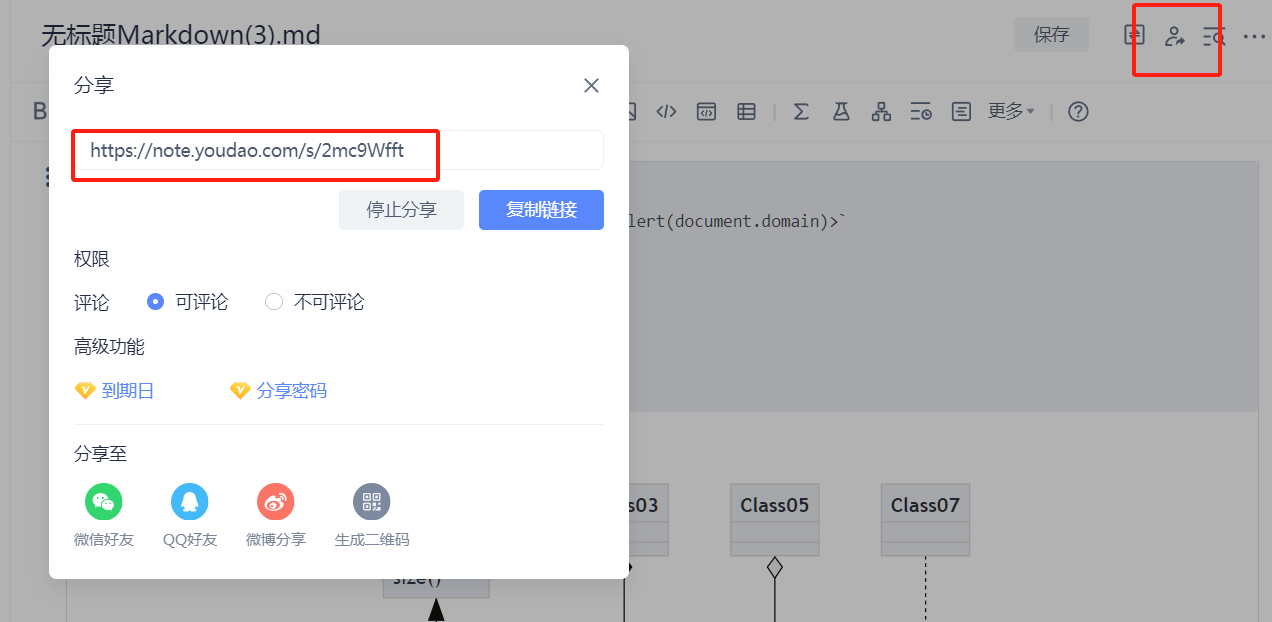 无标题Markdown(3).md
保存
分享
B
更多
https://note.youdao.com/s/2mc9Wfft
停止分享
复制链接
lert(document.domain)>`
权限
评论
可评论
不可评论
高级功能
到期日
分享密码
分享至
微信好友
QQ好友
微博分享
生成二维码
s03
Class05
Class07
size()